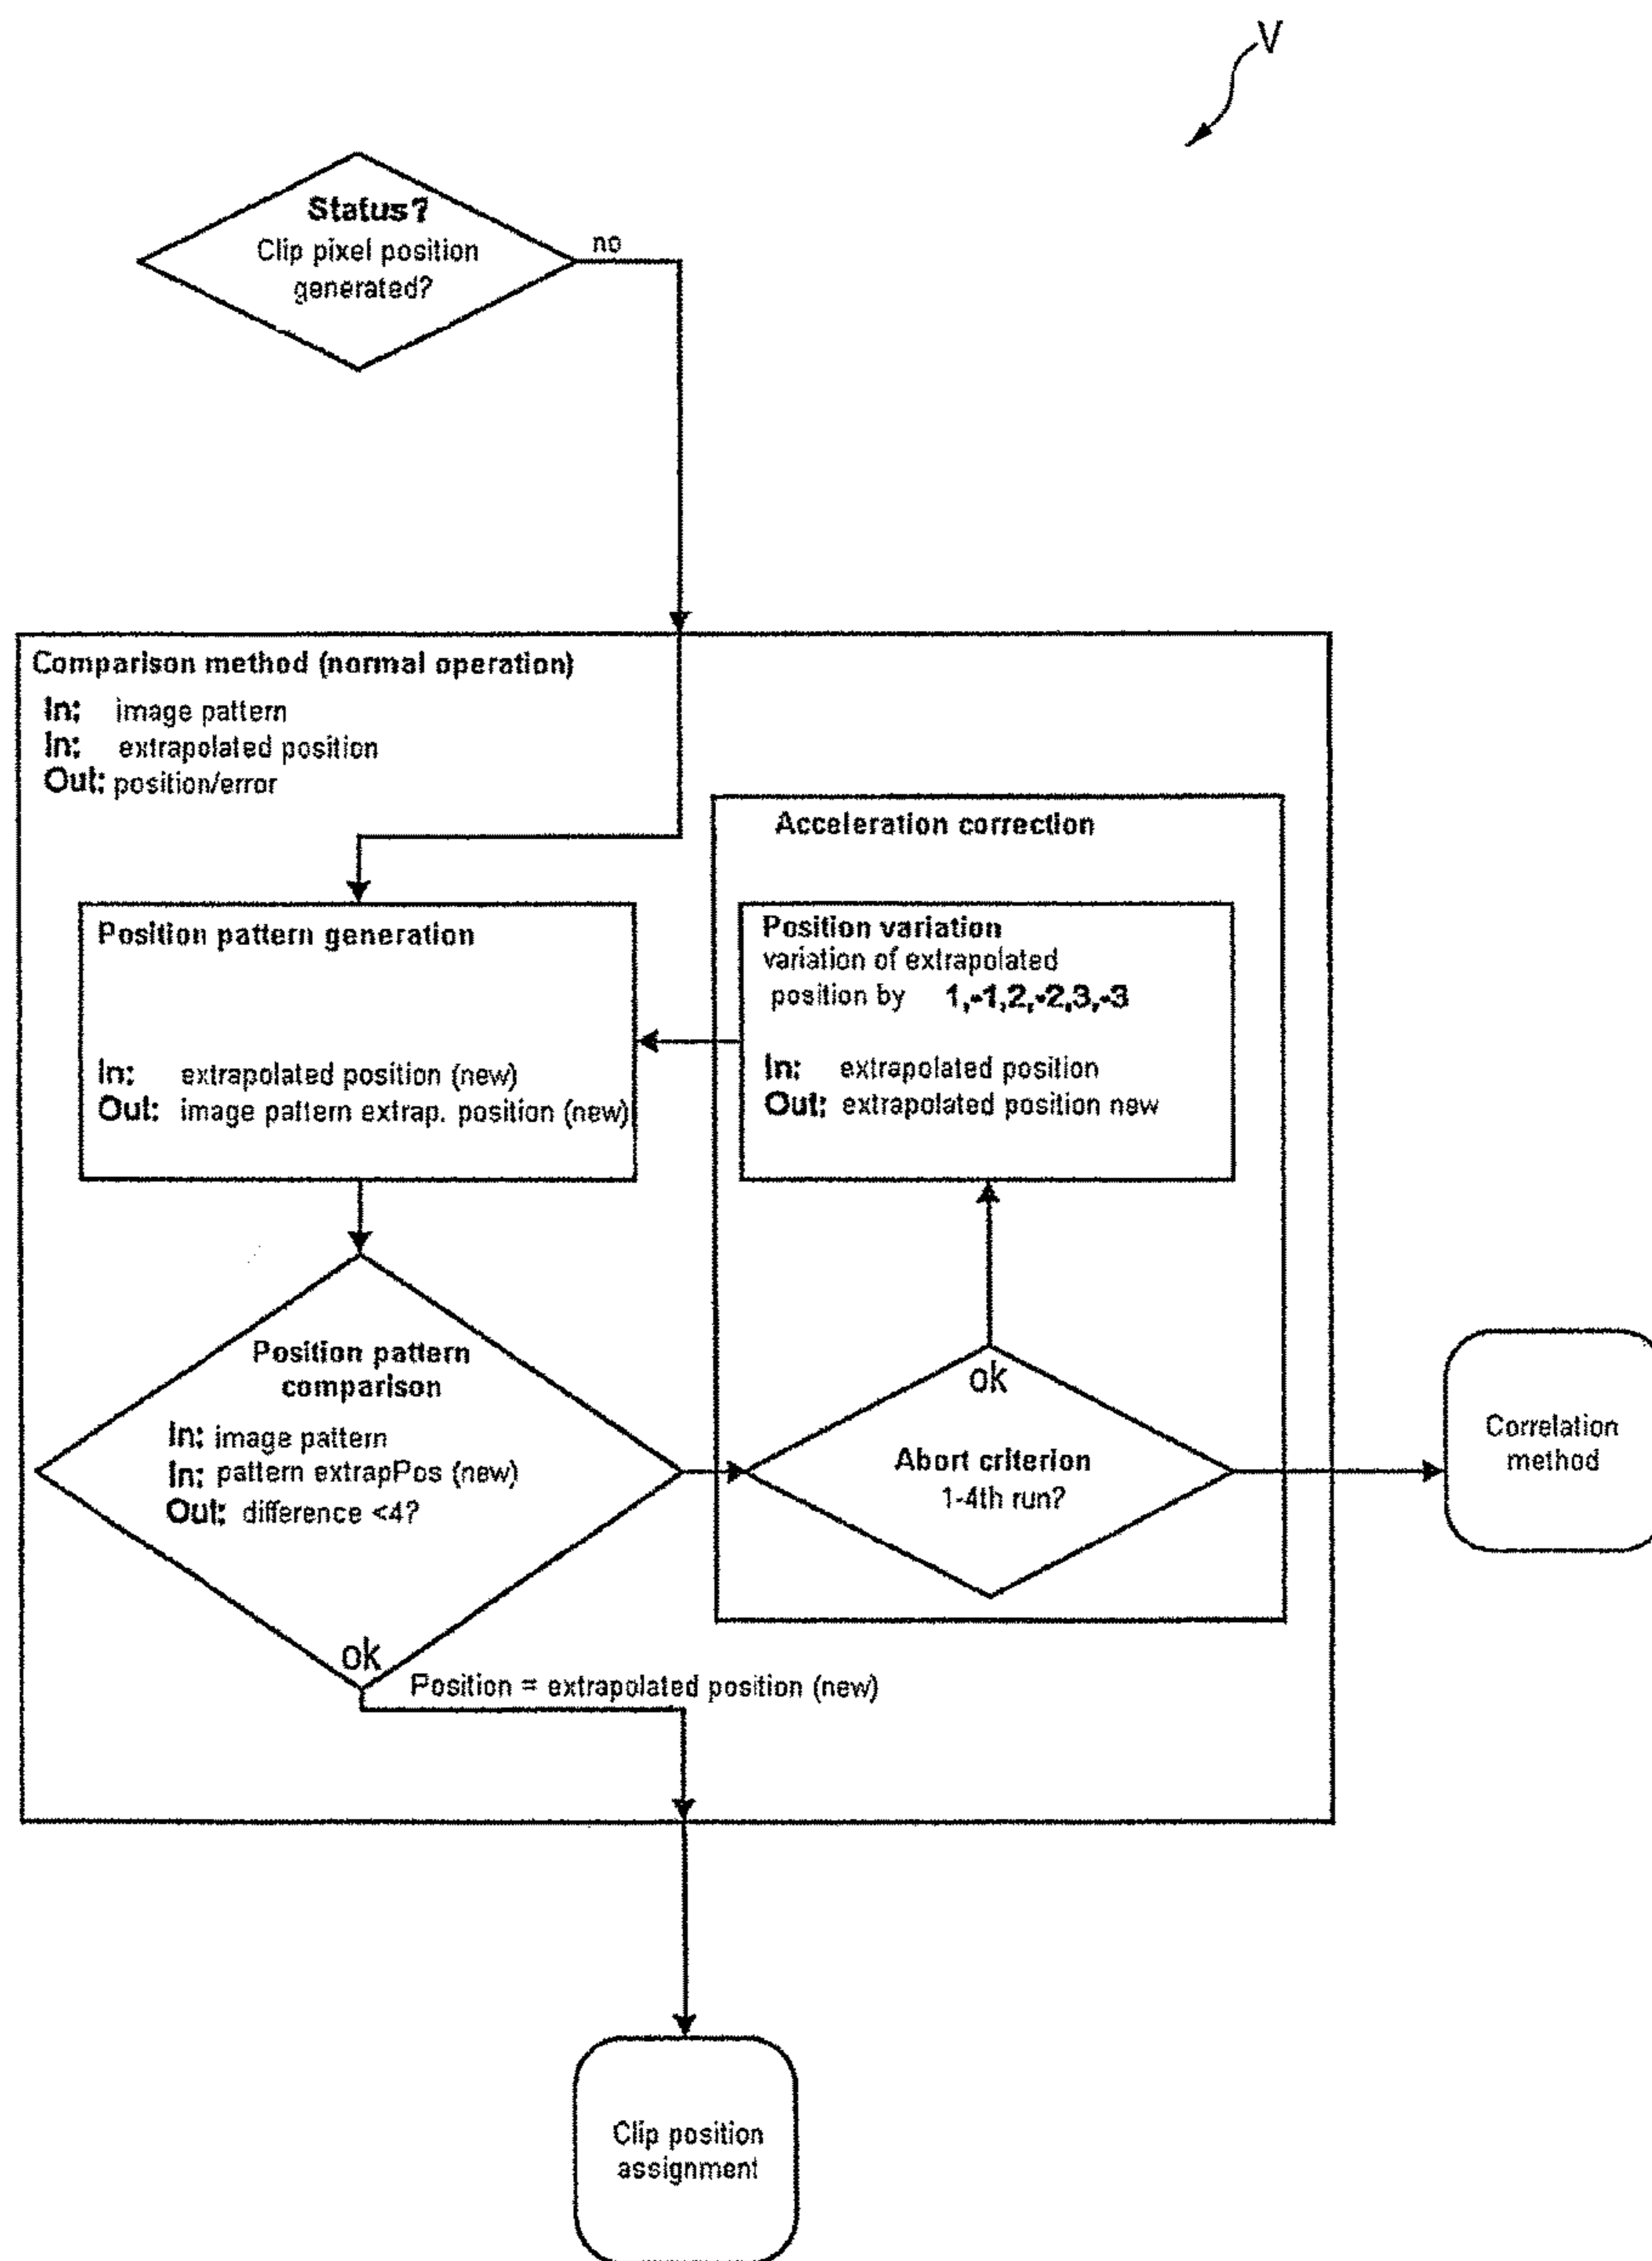 V
Status?
Clip pixel position
generated?
no
Comparison method (normal operation)
In: image pattern
In: extrapolated position
Out: position/error
Acceleration correction
Position pattern generation
In: extrapolated position (new)
Out: image pattern extrap. position (new)
Position variation
variation of extrapolated
position by 1,-1,2,-2,3,-3
In: extrapolated position
Out: extrapolated position new
Position pattern
comparison
In: image pattern
In: pattern extrapPos (new)
Out: difference <4?
ok
ok
Abort criterion
1-4th run?
Correlation
method
Position = extrapolated position (new)
Clip position
assignment